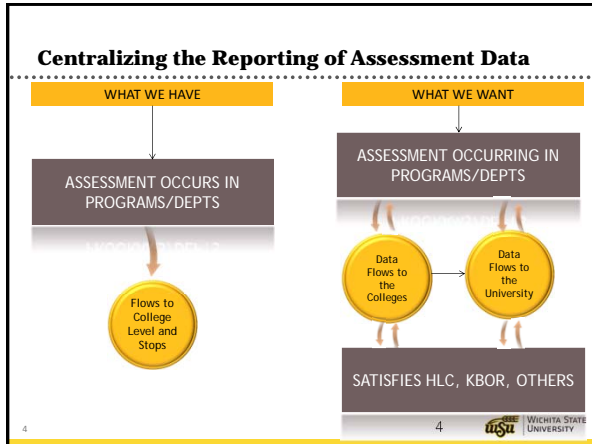 Centralizing the Reporting of Assessment Data
WHAT WE HAVE
ASSESSMENT OCCURS IN
PROGRAMS/DEPTS
Flows to
College
Level and
Stops
WHAT WE WANT
ASSESSMENT OCCURRING IN
PROGRAMS/DEPTS
Data
Flows to
the
Colleges
Data
Flows to
the
University
SATISFIES HLC, KBOR, OTHERS
4
4
wsu
WICHITA STATE
UNIVERSITY